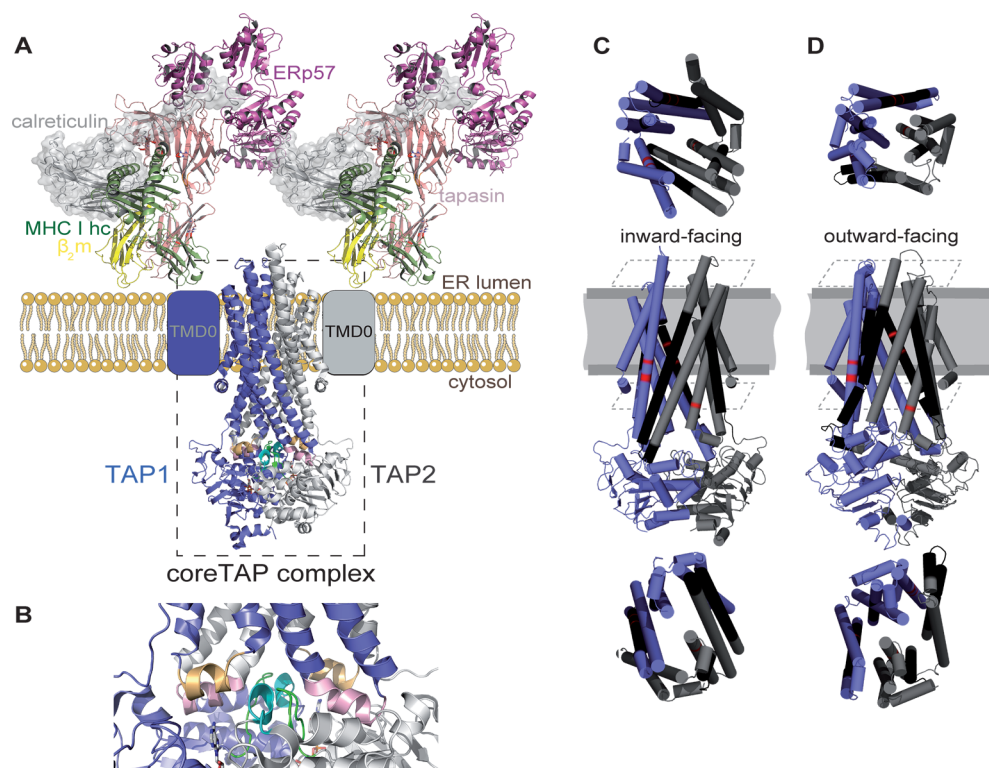 A
ERp57
calreticulin
tapasin
MHC I hc
β₂m
ER lumen
TMD0
TMD0
cytosol
TAP1
TAP2
coreTAP complex
B
C
D
inward-facing
outward-facing